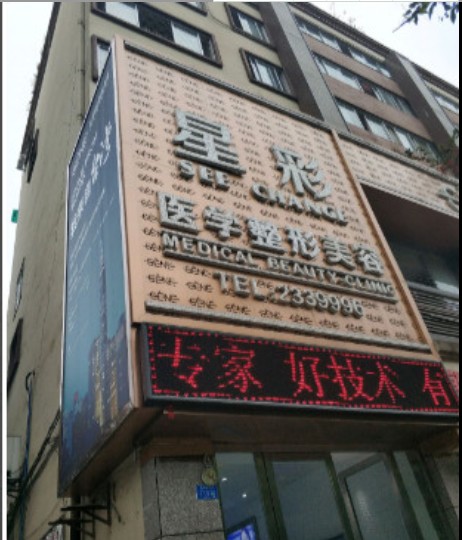 星彩
SEE CHANGE
医学整形美容
MEDICAL BEAUTY CLINIC
TEL:2339996
专家 好技术 有